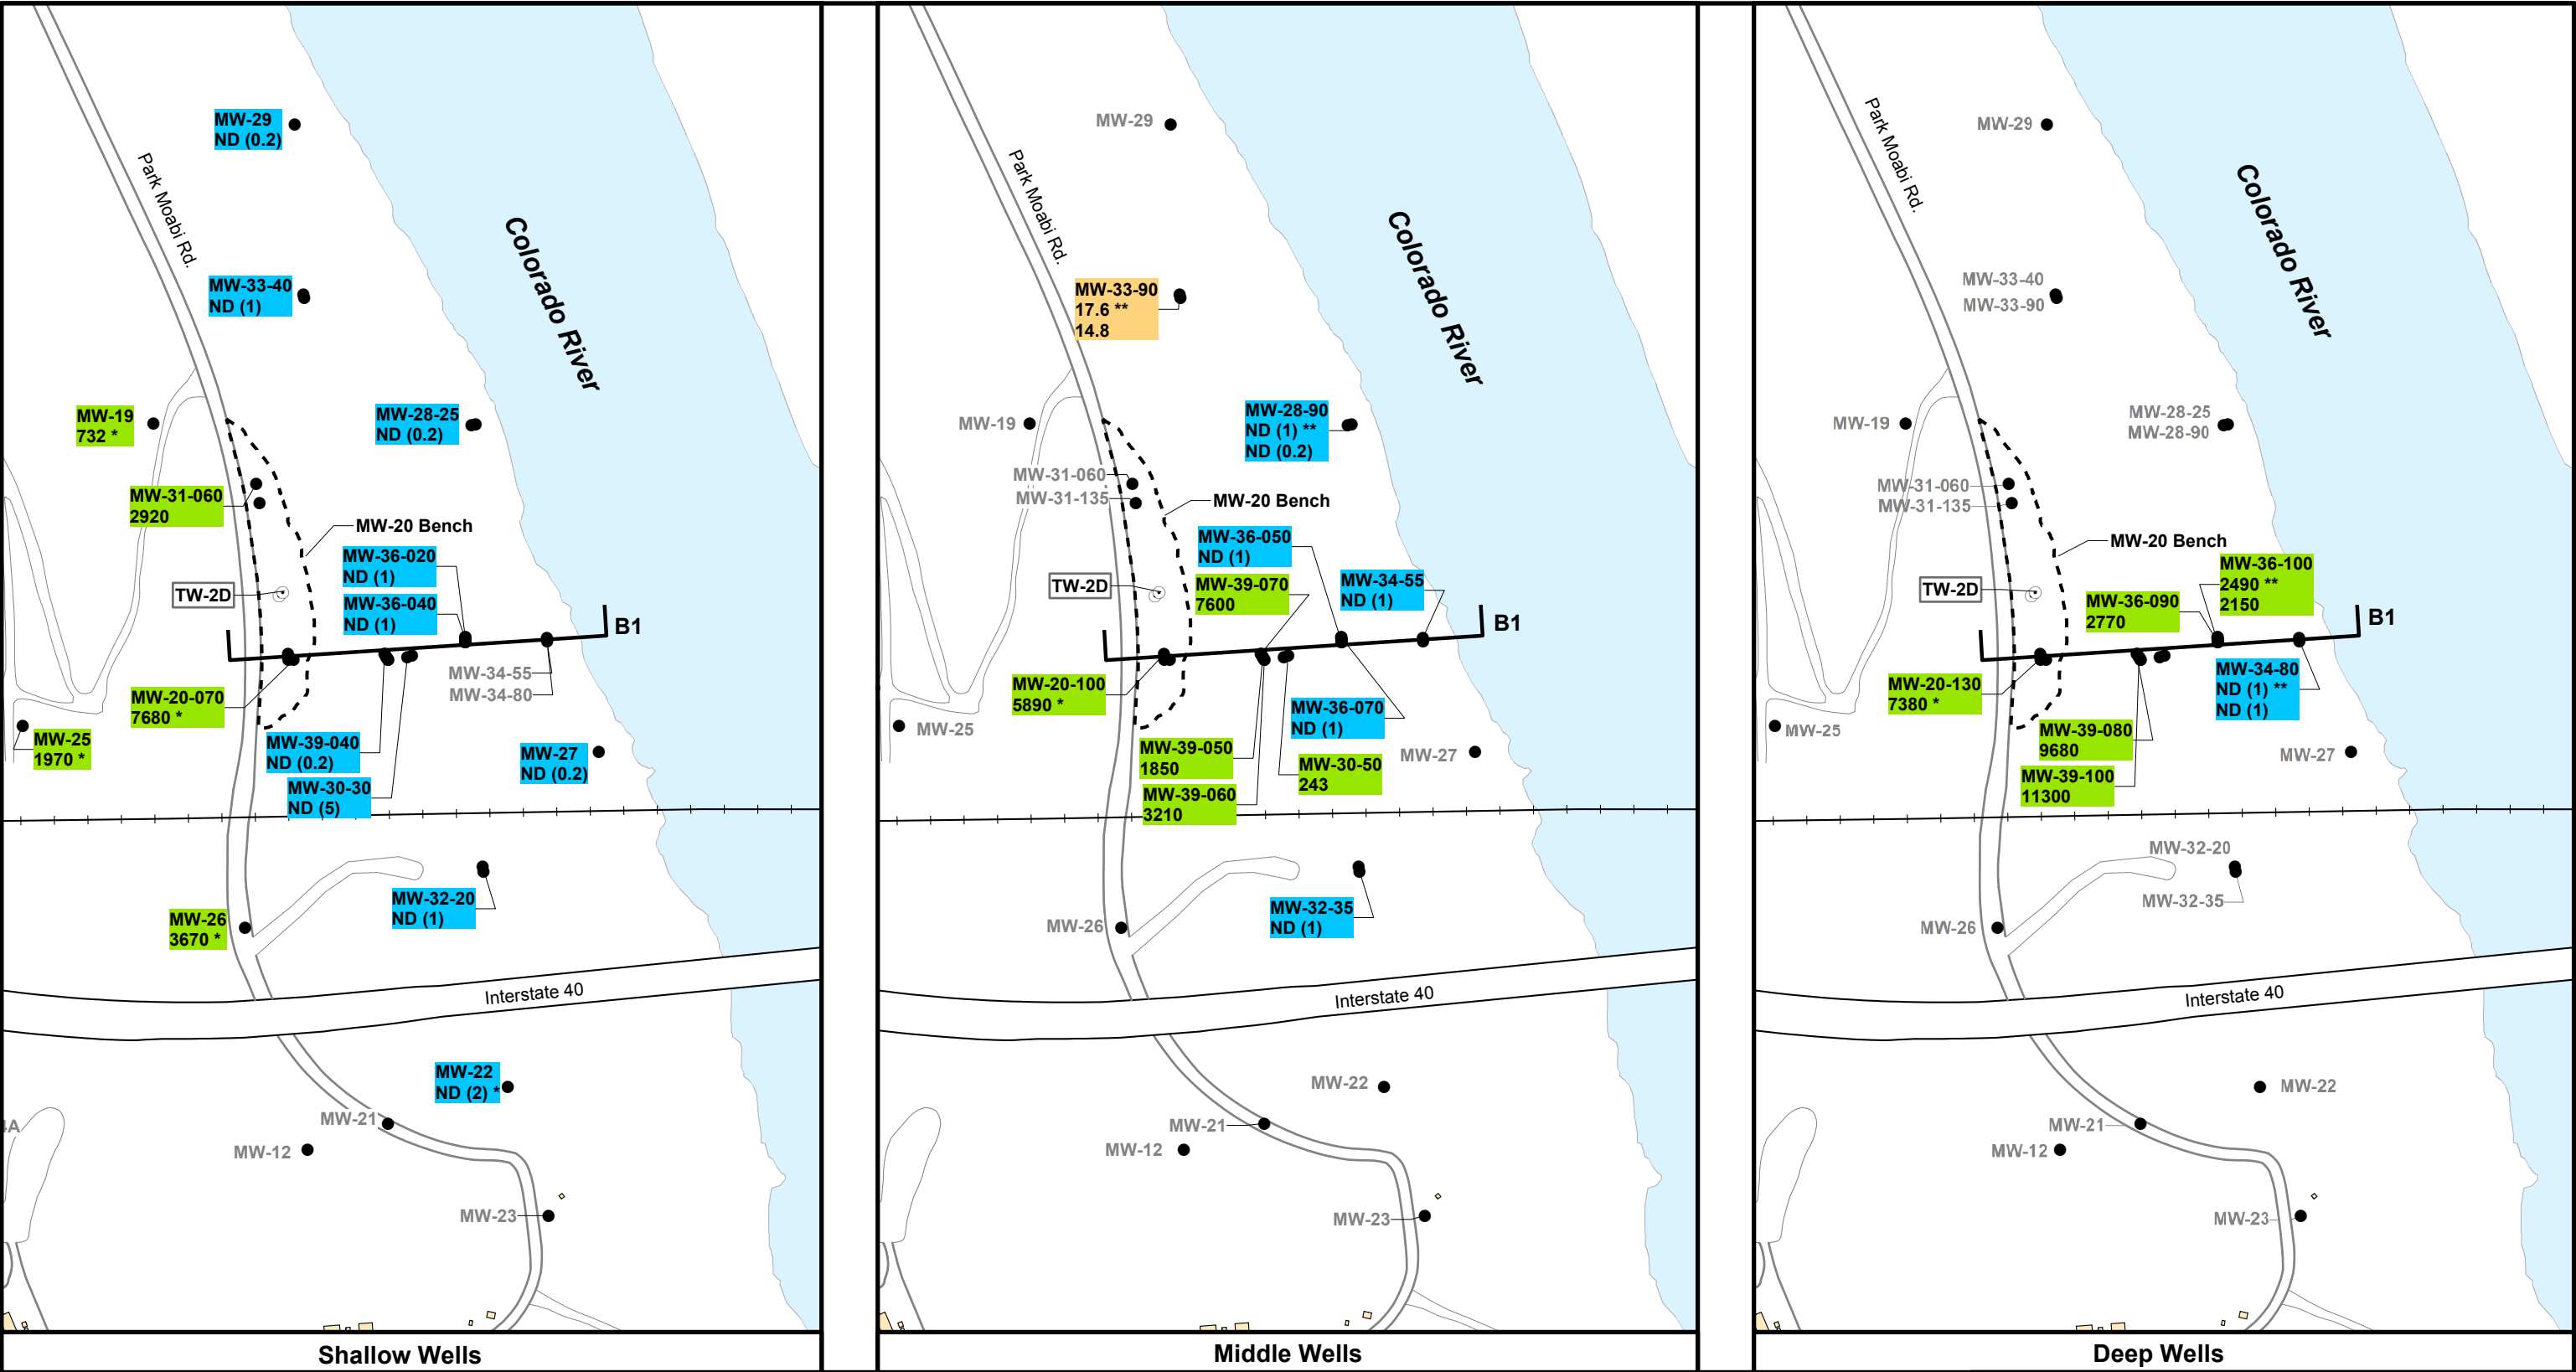 MW-29
ND (0.2)
Park Moabi Rd.
Colorado River
MW-33-40
ND (1)
MW-19
732 *
MW-28-25
ND (0.2)
MW-31-060
2920
MW-20 Bench
MW-36-020
ND (1)
TW-2D
MW-36-040
ND (1)
B1
MW-34-55
MW-34-80
MW-20-070
7680 *
MW-25
1970 *
MW-39-040
ND (0.2)
MW-27
ND (0.2)
MW-30-30
ND (5)
MW-32-20
ND (1)
MW-26
3670 *
Interstate 40
MW-22
ND (2) *
MW-21
MW-12
MW-23
Shallow Wells
MW-29
Park Moabi Rd.
Colorado River
MW-33-90
17.6 **
14.8
MW-19
MW-28-90
ND (1) **
ND (0.2)
MW-31-060
MW-31-135
MW-20 Bench
MW-36-050
ND (1)
MW-39-070
7600
MW-34-55
ND (1)
TW-2D
B1
MW-20-100
5890 *
MW-36-070
ND (1)
MW-25
MW-39-050
1850
MW-30-50
243
MW-27
MW-39-060
3210
MW-32-35
ND (1)
MW-26
Interstate 40
MW-22
MW-21
MW-12
MW-23
Middle Wells
MW-29
Park Moabi Rd.
Colorado River
MW-33-40
MW-33-90
MW-19
MW-28-25
MW-28-90
MW-31-060
MW-31-135
MW-20 Bench
MW-36-100
2490 **
2150
TW-2D
MW-36-090
2770
B1
MW-20-130
7380 *
MW-34-80
ND (1) **
ND (1)
MW-25
MW-39-080
9680
MW-27
MW-39-100
11300
MW-32-20
MW-32-35
MW-26
Interstate 40
MW-22
MW-21
MW-12
MW-23
Deep Wells